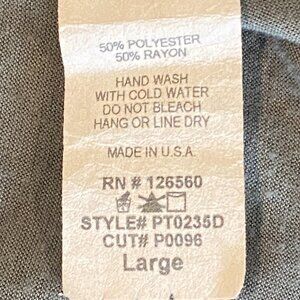 50% POLYESTER
50% RAYON
HAND WASH
WITH COLD WATER
DO NOT BLEACH
HANG OR LINE DRY
MADE IN U.S.A.
RN # 126560
STYLE# PT0235D
CUT# P0096
Large